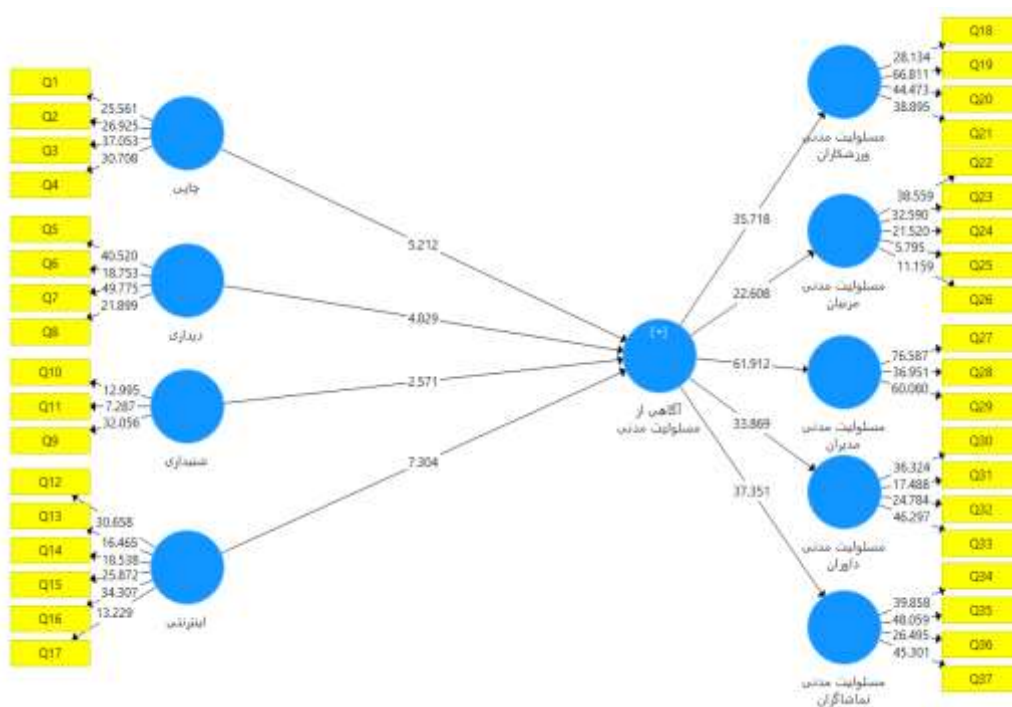 Q1
Q2
Q3
Q4
25.561
26.925
37.053
30.708
چاپی
Q5
Q6
Q7
Q8
40.520
18.753
49.775
21.899
دیداری
Q10
Q11
Q9
12.995
7.287
32.056
شنیداری
Q12
Q13
Q14
Q15
Q16
Q17
30.658
16.465
18.538
25.872
34.307
13.229
اینترنتی
5.212
4.029
2.571
7.304
[+]
آگاهی از
مسئولیت مدنی
35.718
22.608
61.912
33.869
37.351
Q18
Q19
Q20
Q21
28.134
66.811
44.473
38.895
مسئولیت مدنی
ورزشکاران
Q22
Q23
Q24
Q25
Q26
38.559
32.590
21.520
5.795
11.159
مسئولیت مدنی
مربیان
Q27
Q28
Q29
76.587
36.951
60.080
مسئولیت مدنی
مدیران
Q30
Q31
Q32
Q33
36.324
17.488
24.784
46.297
مسئولیت مدنی
داوران
Q34
Q35
Q36
Q37
39.858
48.059
26.495
45.301
مسئولیت مدنی
تماشاگران